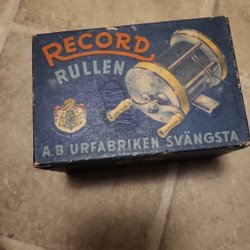 RECORD
RULLEN
A.B. URFABRIKEN SVÄNGSTA